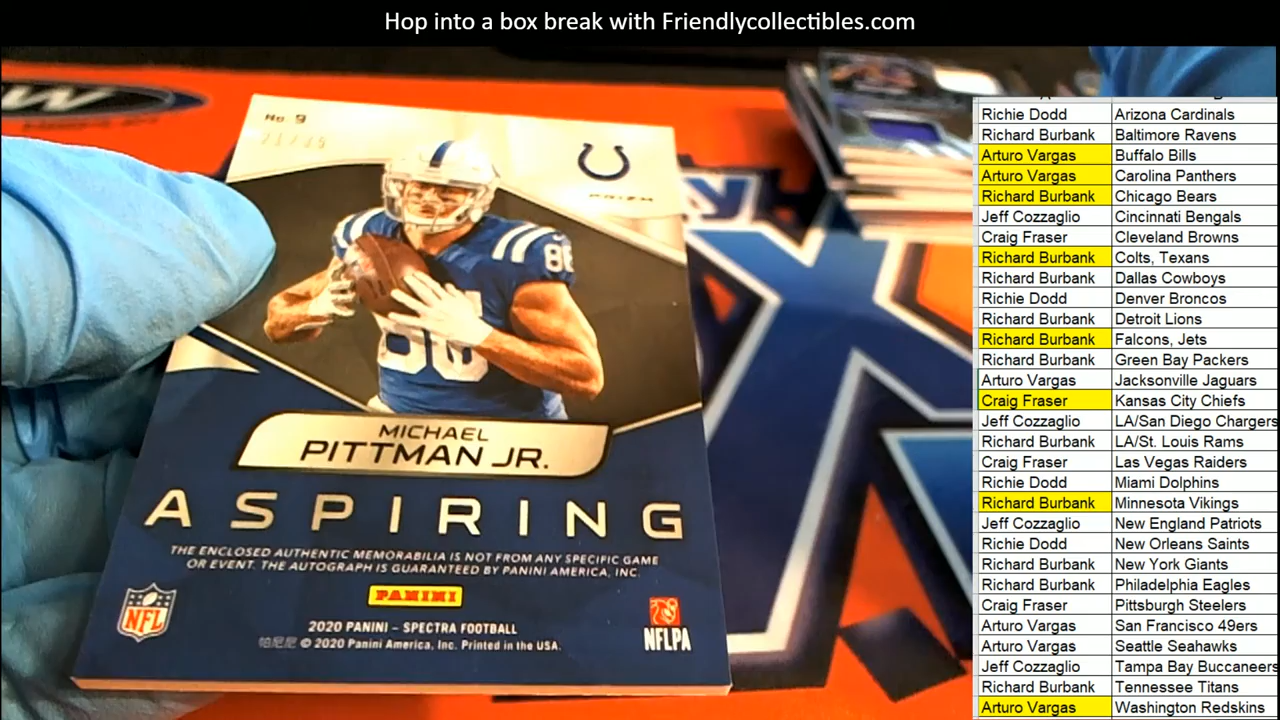 Hop into a box break with Friendlycollectibles.com
No 9
PRIZM
88
MICHAEL
PITTMAN JR.
ASPIRING
THE ENCLOSED AUTHENTIC MEMORABILIA IS NOT FROM ANY SPECIFIC GAME
OR EVENT. THE AUTOGRAPH IS GUARANTEED BY PANINI AMERICA, INC.
PANINI
NFL
2020 PANINI - SPECTRA FOOTBALL
帕尼尼 © 2020 Panini America, Inc. Printed in the USA.
NFLPA
Richie Dodd Arizona Cardinals
Richard Burbank Baltimore Ravens
Arturo Vargas Buffalo Bills
Arturo Vargas Carolina Panthers
Richard Burbank Chicago Bears
Jeff Cozzaglio Cincinnati Bengals
Craig Fraser Cleveland Browns
Richard Burbank Colts, Texans
Richard Burbank Dallas Cowboys
Richie Dodd Denver Broncos
Richard Burbank Detroit Lions
Richard Burbank Falcons, Jets
Richard Burbank Green Bay Packers
Arturo Vargas Jacksonville Jaguars
Craig Fraser Kansas City Chiefs
Jeff Cozzaglio LA/San Diego Chargers
Richard Burbank LA/St. Louis Rams
Craig Fraser Las Vegas Raiders
Richie Dodd Miami Dolphins
Richard Burbank Minnesota Vikings
Jeff Cozzaglio New England Patriots
Richie Dodd New Orleans Saints
Richard Burbank New York Giants
Richard Burbank Philadelphia Eagles
Craig Fraser Pittsburgh Steelers
Arturo Vargas San Francisco 49ers
Arturo Vargas Seattle Seahawks
Jeff Cozzaglio Tampa Bay Buccaneers
Richard Burbank Tennessee Titans
Arturo Vargas Washington Redskins